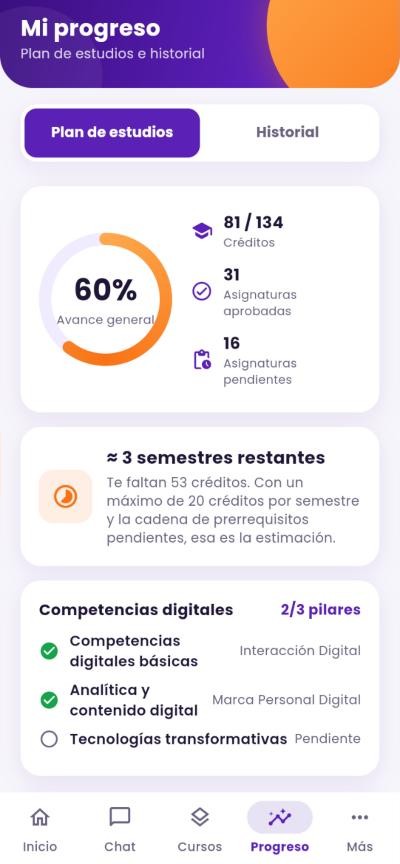 Mi progreso
Plan de estudios e historial
Plan de estudios
Historial
60%
Avance general
81 / 134
Créditos
31
Asignaturas
aprobadas
16
Asignaturas
pendientes
≈ 3 semestres restantes
Te faltan 53 créditos. Con un
máximo de 20 créditos por semestre
y la cadena de prerrequisitos
pendientes, esa es la estimación.
Competencias digitales
2/3 pilares
Competencias
digitales básicas
Interacción Digital
Analítica y
contenido digital
Marca Personal Digital
Tecnologías transformativas
Pendiente
Inicio
Chat
Cursos
Progreso
Más